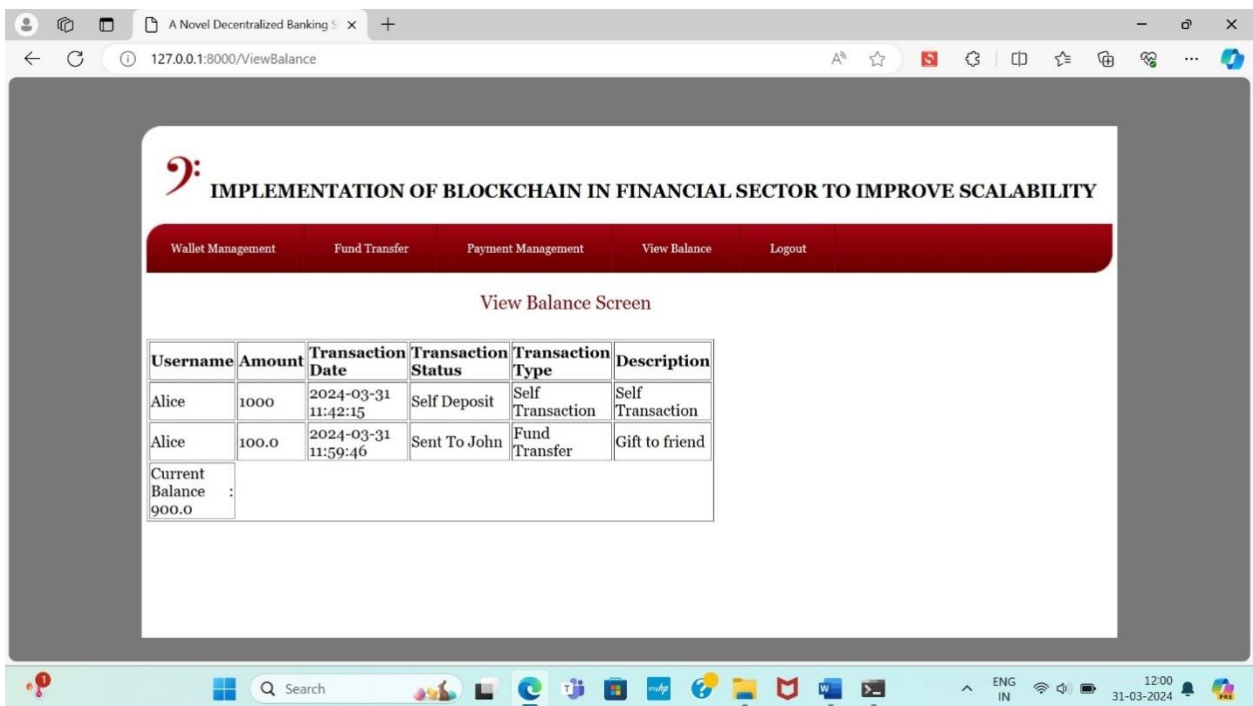 A Novel Decentralized Banking S
127.0.0.1:8000/ViewBalance
IMPLEMENTATION OF BLOCKCHAIN IN FINANCIAL SECTOR TO IMPROVE SCALABILITY
Wallet Management Fund Transfer Payment Management View Balance Logout
View Balance Screen
Username Amount Transaction Date Transaction Status Transaction Type Description
Alice 1000 2024-03-31 11:42:15 Self Deposit Self Transaction Self Transaction
Alice 100.0 2024-03-31 11:59:46 Sent To John Fund Transfer Gift to friend
Current
Balance :
900.0
1
Search
myhp
ENG
IN
12:00
31-03-2024
PRE